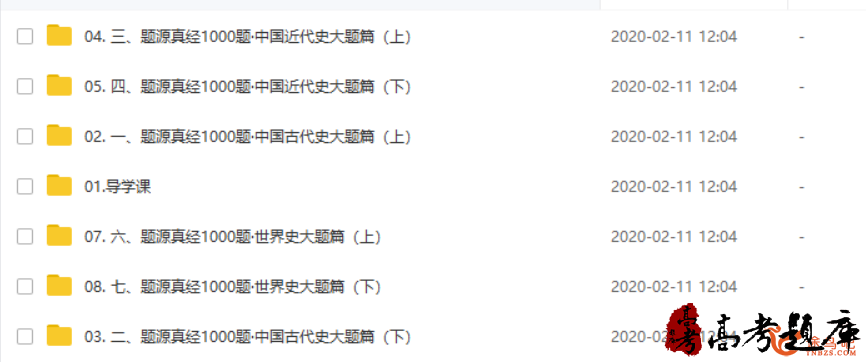 04. 三、题源真经1000题·中国近代史大题篇（上） 2020-02-11 12:04 -
05. 四、题源真经1000题·中国近代史大题篇（下） 2020-02-11 12:04 -
02. 一、题源真经1000题·中国古代史大题篇（上） 2020-02-11 12:04 -
01.导学课 2020-02-11 12:04 -
07. 六、题源真经1000题·世界史大题篇（上） 2020-02-11 12:04 -
08. 七、题源真经1000题·世界史大题篇（下） 2020-02-11 12:04 -
03. 二、题源真经1000题·中国古代史大题篇（下） 2020-02-11 12:04
高考题库
TNBZS.COM